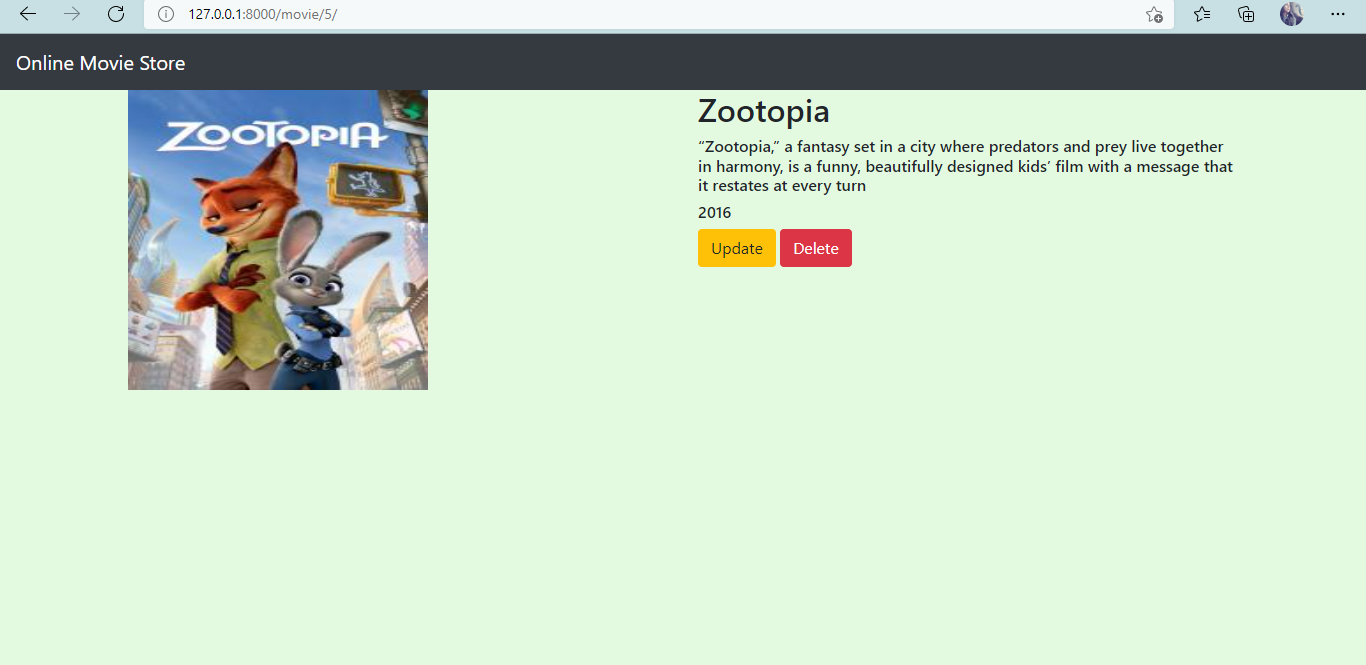 127.0.0.1:8000/movie/5/
Online Movie Store
ZOOTOPIA
Zootopia
“Zootopia,” a fantasy set in a city where predators and prey live together
in harmony, is a funny, beautifully designed kids’ film with a message that
it restates at every turn
2016
Update Delete